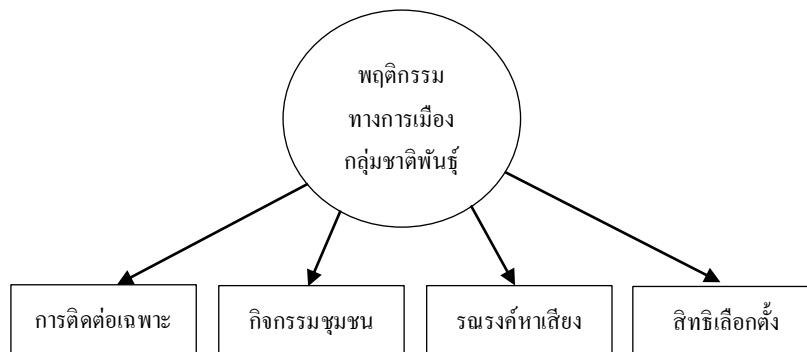 พฤติกรรม
ทางการเมือง
กลุ่มชาติพันธุ์
การติดต่อเฉพาะ
กิจกรรมชุมชน
รณรงค์หาเสียง
สิทธิเลือกตั้ง